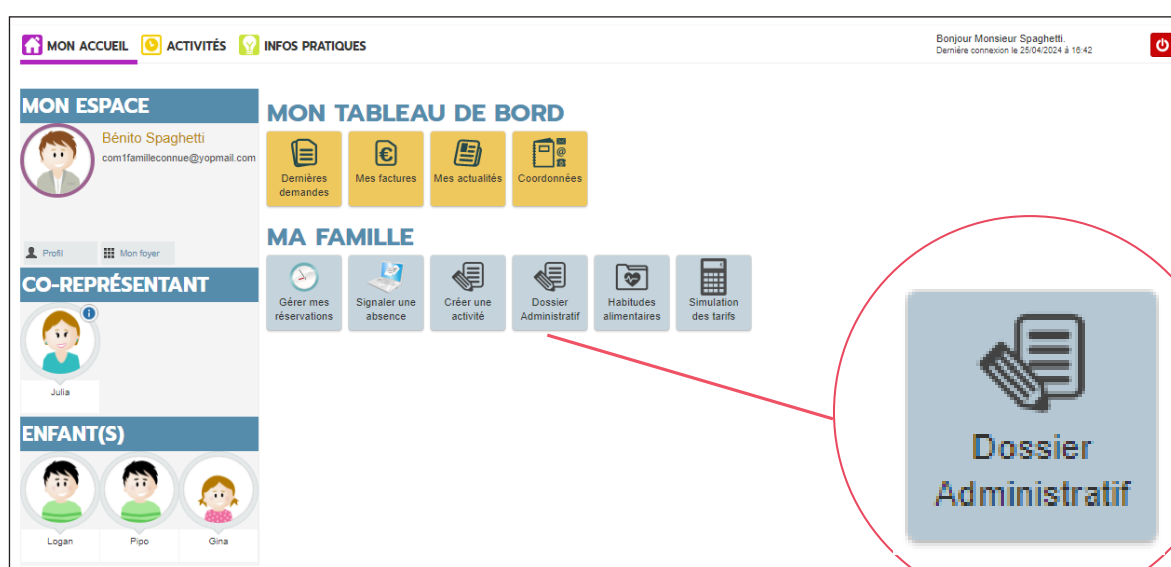 MON ACCUEIL ACTIVITÉS INFOS PRATIQUES
Bonjour Monsieur Spaghetti.
Dernière connexion le 25/04/2024 à 16:42
MON ESPACE
Bénito Spaghetti
com1familleconnue@yopmail.com
Profil Mon foyer
CO-REPRÉSENTANT
Julia
ENFANT(S)
Logan Pipo Gina
MON TABLEAU DE BORD
Dernières
demandes
Mes factures
Mes actualités
Coordonnées
MA FAMILLE
Gérer mes
réservations
Signaler une
absence
Créer une
activité
Dossier
Administratif
Habitudes
alimentaires
Simulation
des tarifs
Dossier
Administratif